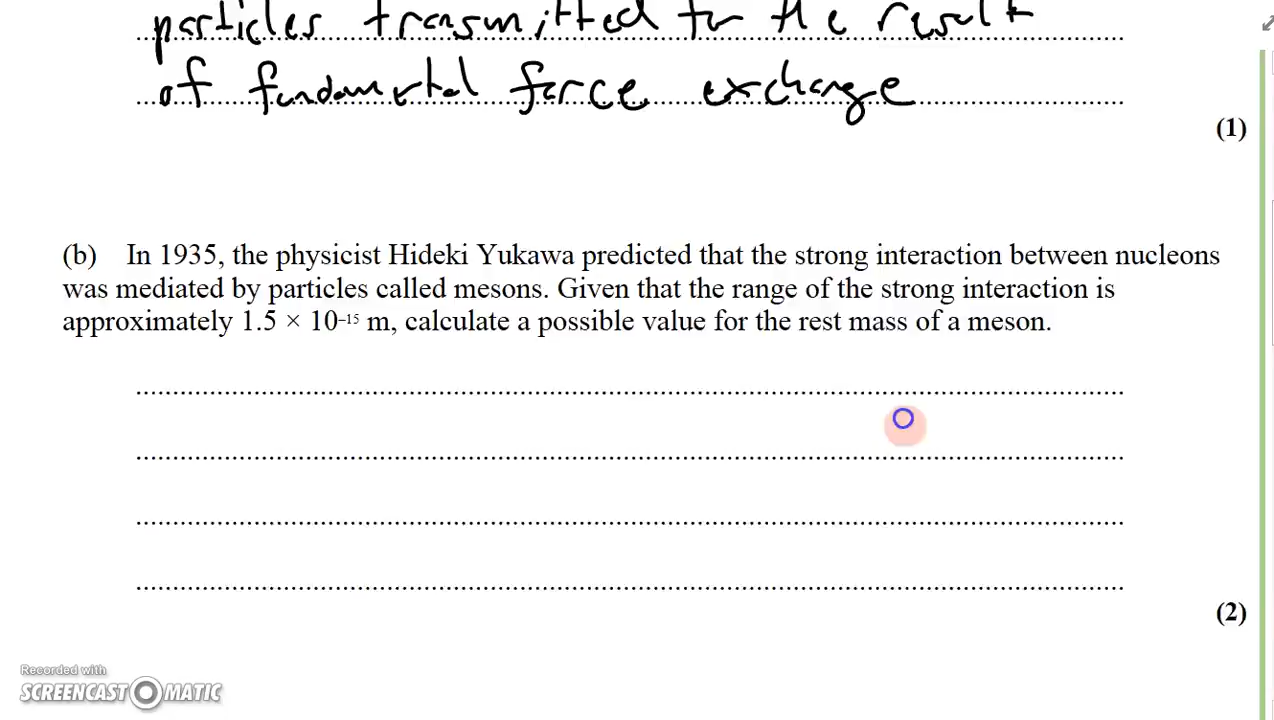 particles transmitted for the result
of fundamental force exchange
(1)
(b) In 1935, the physicist Hideki Yukawa predicted that the strong interaction between nucleons
was mediated by particles called mesons. Given that the range of the strong interaction is
approximately 1.5 × 10⁻¹⁵ m, calculate a possible value for the rest mass of a meson.
(2)
Recorded with
SCREENCAST-O-MATIC